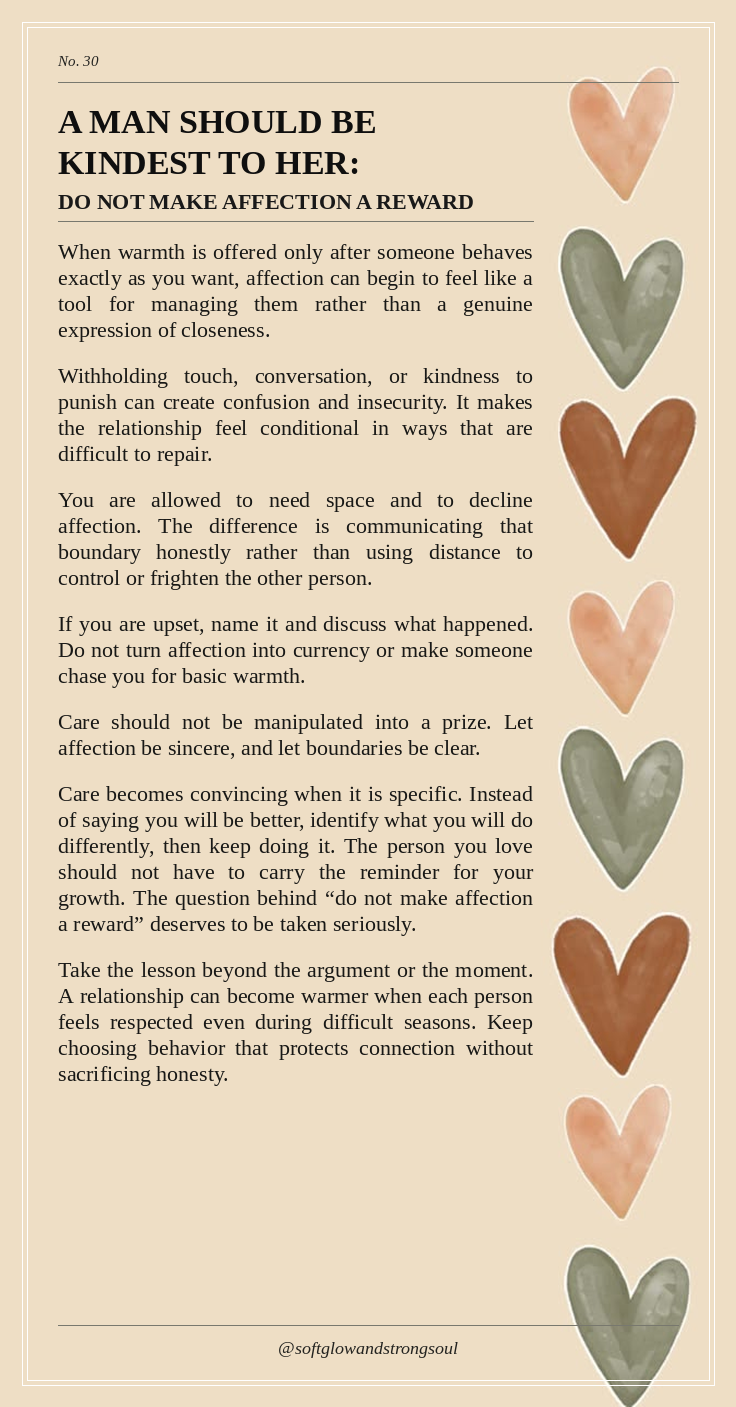 No. 30
A MAN SHOULD BE
KINDEST TO HER:
DO NOT MAKE AFFECTION A REWARD
When warmth is offered only after someone behaves
exactly as you want, affection can begin to feel like a
tool for managing them rather than a genuine
expression of closeness.
Withholding touch, conversation, or kindness to
punish can create confusion and insecurity. It makes
the relationship feel conditional in ways that are
difficult to repair.
You are allowed to need space and to decline
affection. The difference is communicating that
boundary honestly rather than using distance to
control or frighten the other person.
If you are upset, name it and discuss what happened.
Do not turn affection into currency or make someone
chase you for basic warmth.
Care should not be manipulated into a prize. Let
affection be sincere, and let boundaries be clear.
Care becomes convincing when it is specific. Instead
of saying you will be better, identify what you will do
differently, then keep doing it. The person you love
should not have to carry the reminder for your
growth. The question behind “do not make affection
a reward” deserves to be taken seriously.
Take the lesson beyond the argument or the moment.
A relationship can become warmer when each person
feels respected even during difficult seasons. Keep
choosing behavior that protects connection without
sacrificing honesty.
@softglowandstrongsoul